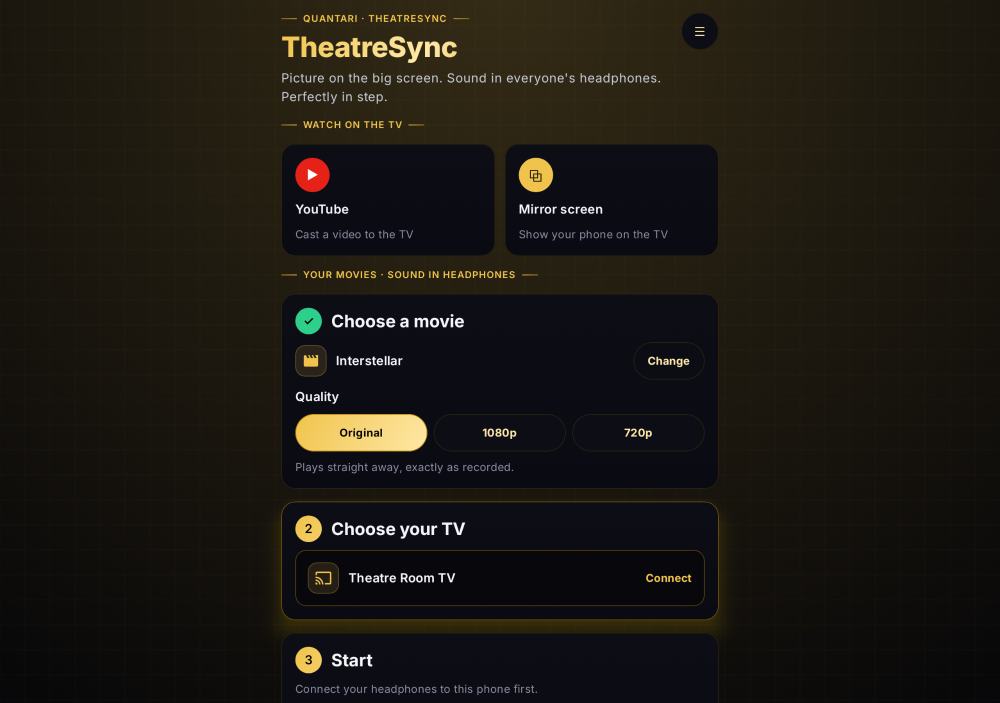 QUANTARI · THEATRESYNC
TheatreSync
Picture on the big screen. Sound in everyone's headphones.
Perfectly in step.
WATCH ON THE TV
YouTube
Cast a video to the TV
Mirror screen
Show your phone on the TV
YOUR MOVIES · SOUND IN HEADPHONES
Choose a movie
Interstellar
Change
Quality
Original
1080p
720p
Plays straight away, exactly as recorded.
2 Choose your TV
Theatre Room TV
Connect
3 Start
Connect your headphones to this phone first.